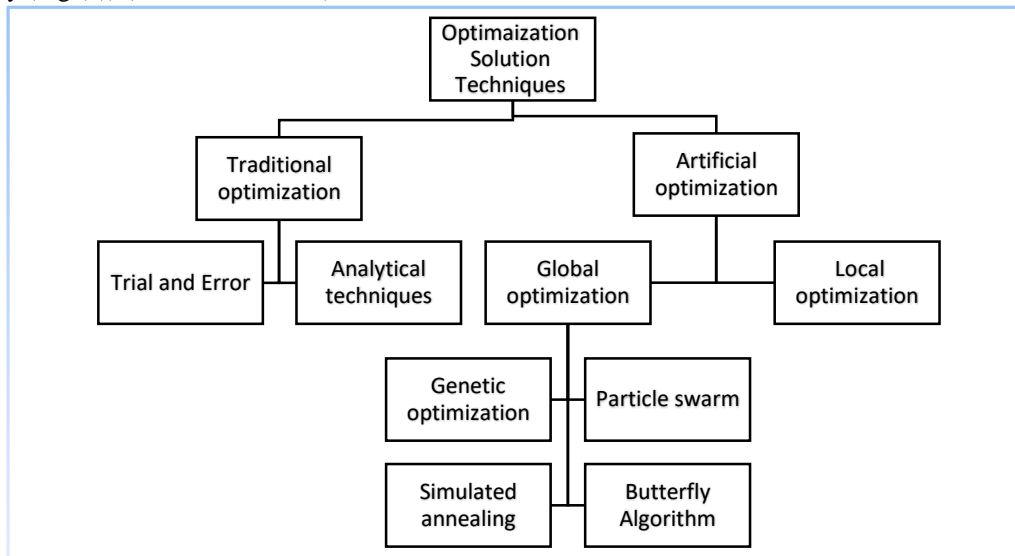 Optimaization
Solution
Techniques
Traditional
optimization
Artificial
optimization
Trial and Error
Analytical
techniques
Global
optimization
Local
optimization
Genetic
optimization
Particle swarm
Simulated
annealing
Butterfly
Algorithm